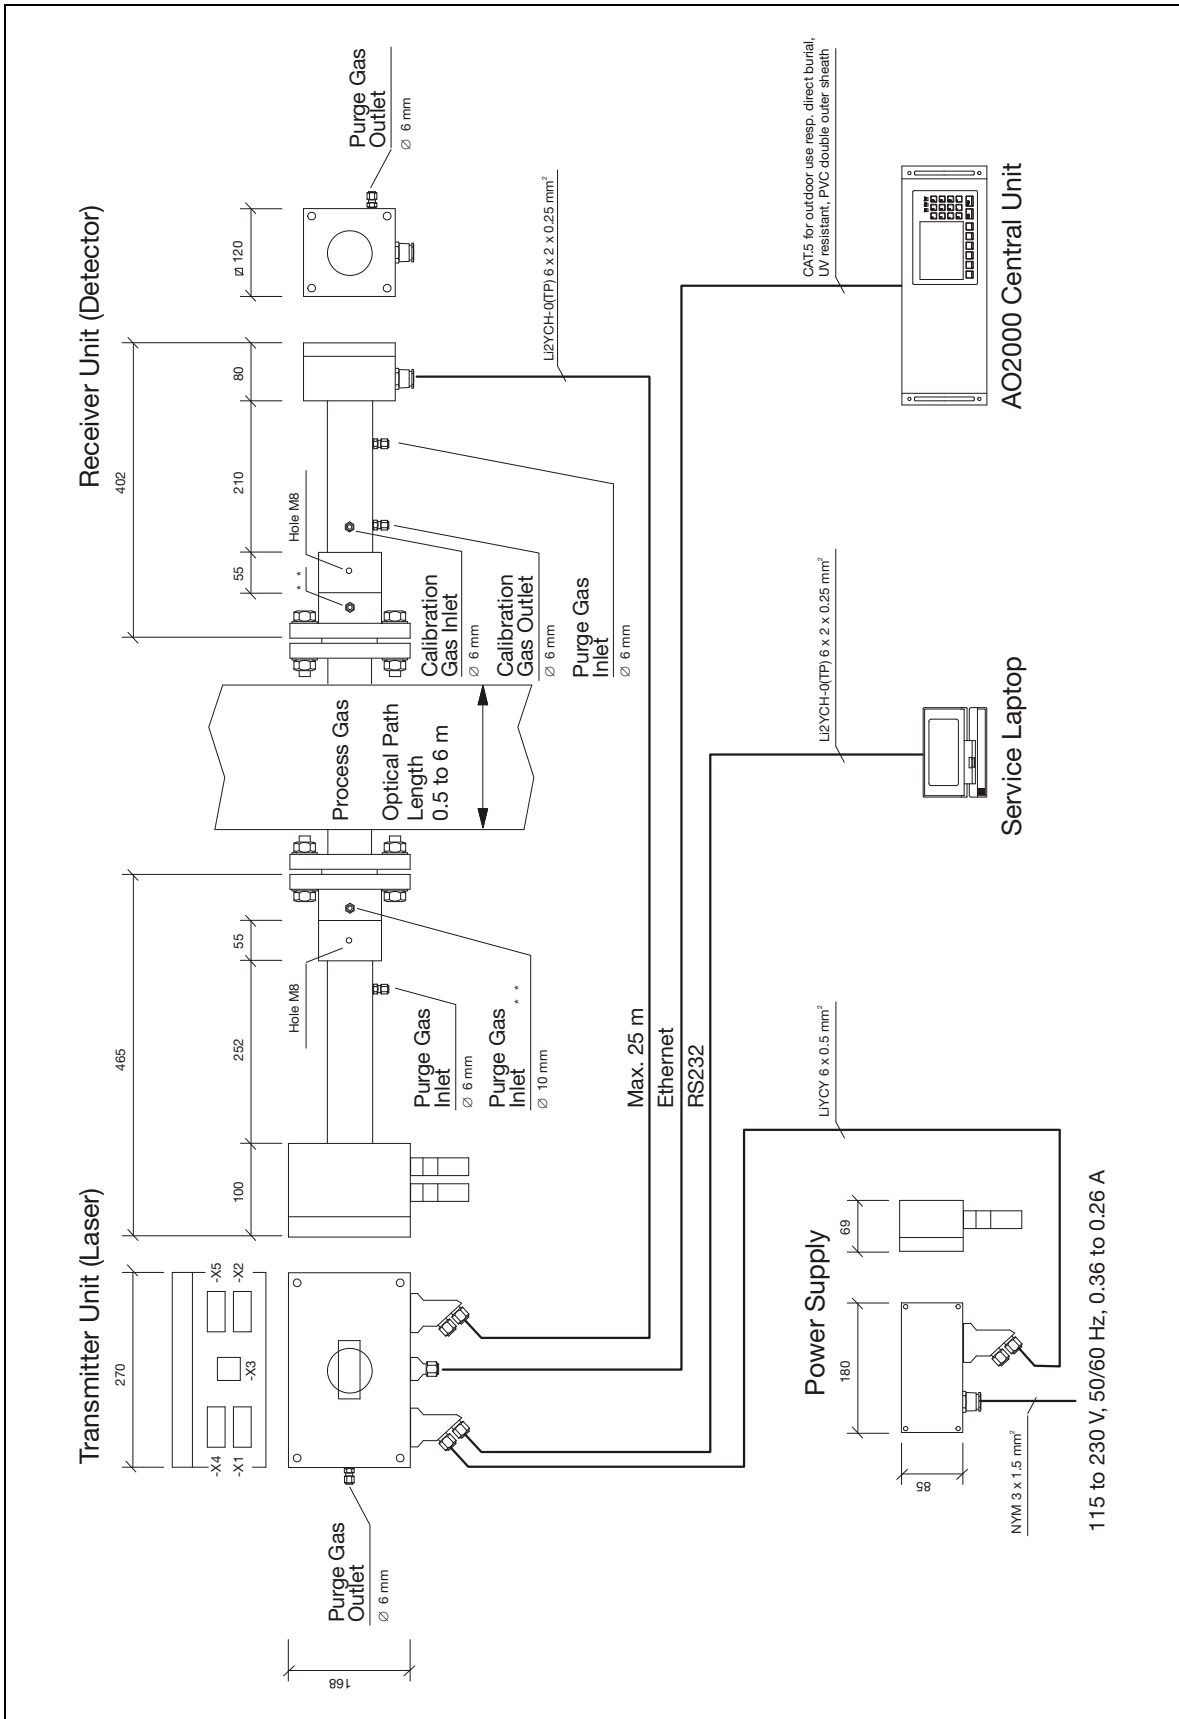 Transmitter Unit (Laser)
Receiver Unit (Detector)
270
465
402
100
252
55
55
210
80
⌀ 120
-X4
-X5
-X1
-X2
-X3
Hole M8
* *
Hole M8
168
Purge Gas
Outlet
∅ 6 mm
Purge Gas
Inlet
∅ 6 mm
Purge Gas
Inlet
* *
∅ 10 mm
Process Gas
Optical Path
Length
0.5 to 6 m
Calibration
Gas Inlet
∅ 6 mm
Calibration
Gas Outlet
∅ 6 mm
Purge Gas
Inlet
∅ 6 mm
Purge Gas
Outlet
∅ 6 mm
Li2YCH-0(TP) 6 x 2 x 0.25 mm²
Max. 25 m
Ethernet
RS232
Power Supply
180
69
85
LiYCY 6 x 0.5 mm²
Li2YCH-0(TP) 6 x 2 x 0.25 mm²
CAT.5 for outdoor use resp. direct burial,
UV resistant, PVC double outer sheath
NYM 3 x 1.5 mm²
Service Laptop
AO2000 Central Unit
115 to 230 V, 50/60 Hz, 0.36 to 0.26 A